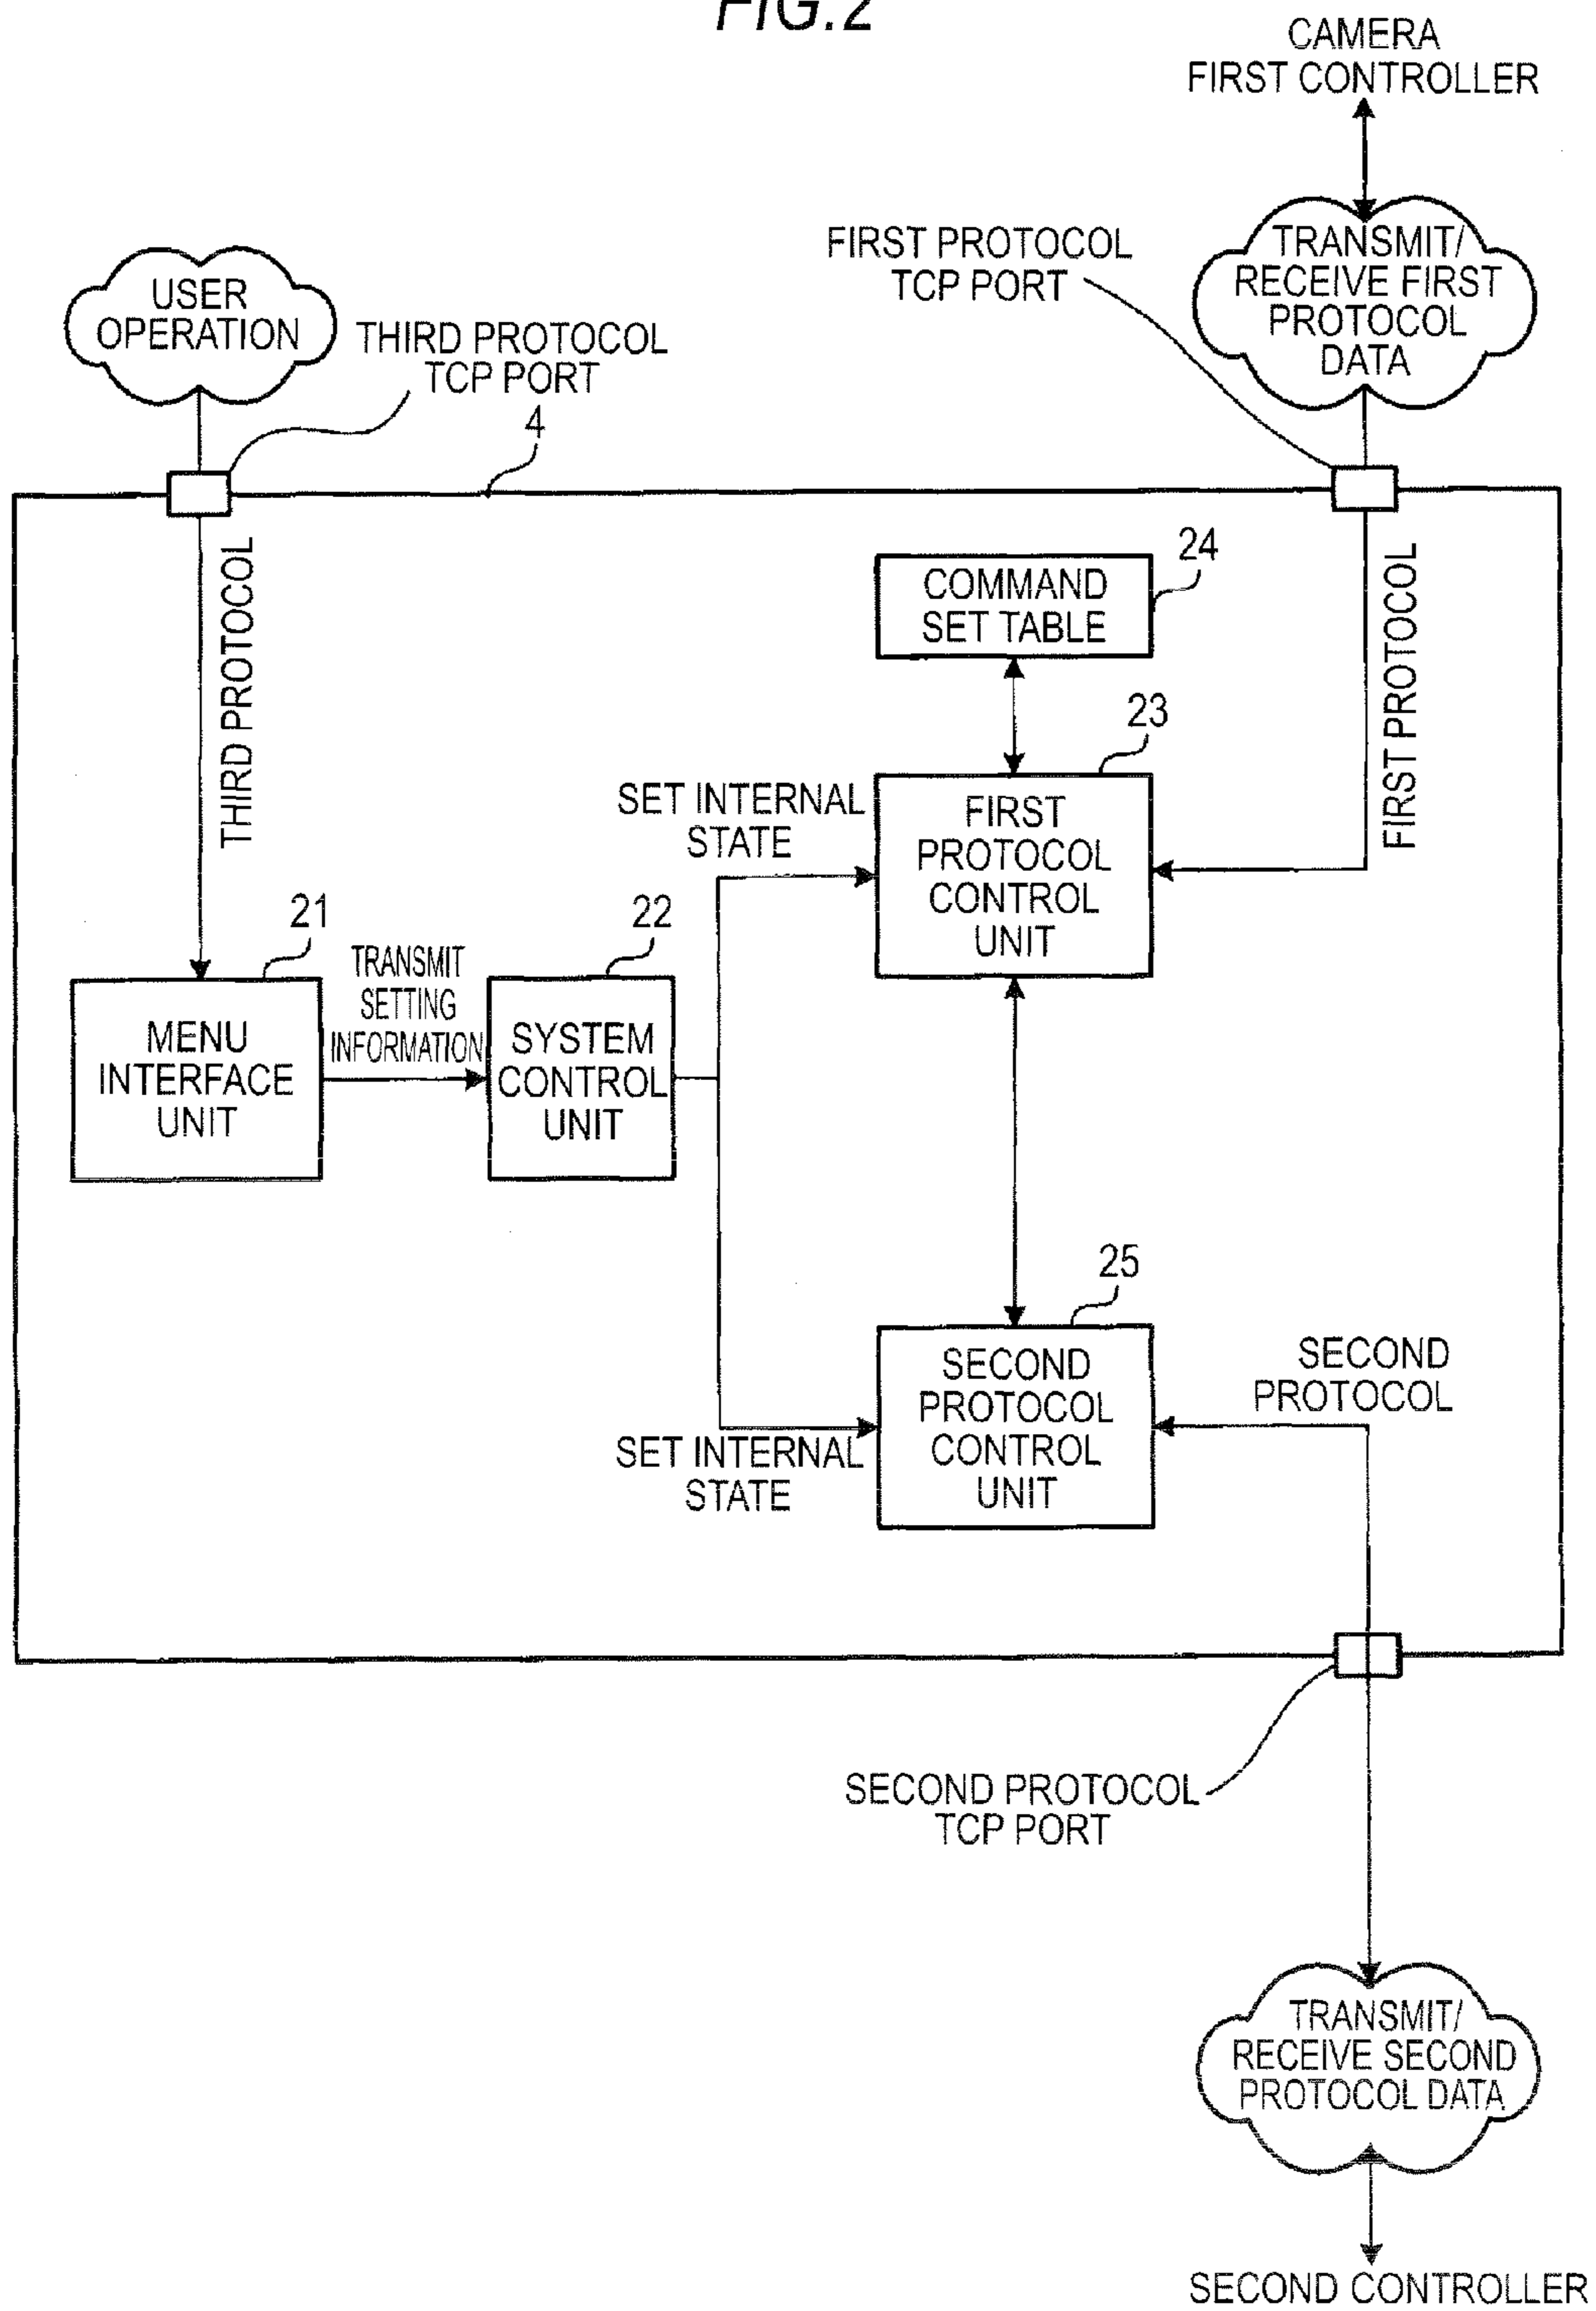 FIG.2
CAMERA
FIRST CONTROLLER
TRANSMIT/
RECEIVE FIRST
PROTOCOL
DATA
FIRST PROTOCOL
TCP PORT
USER
OPERATION
THIRD PROTOCOL
TCP PORT
4
THIRD PROTOCOL
FIRST PROTOCOL
24
COMMAND
SET TABLE
23
SET INTERNAL
STATE
FIRST
PROTOCOL
CONTROL
UNIT
21
TRANSMIT
SETTING
INFORMATION
22
MENU
INTERFACE
UNIT
SYSTEM
CONTROL
UNIT
25
SECOND
PROTOCOL
CONTROL
UNIT
SECOND
PROTOCOL
SET INTERNAL
STATE
SECOND PROTOCOL
TCP PORT
TRANSMIT/
RECEIVE SECOND
PROTOCOL DATA
SECOND CONTROLLER